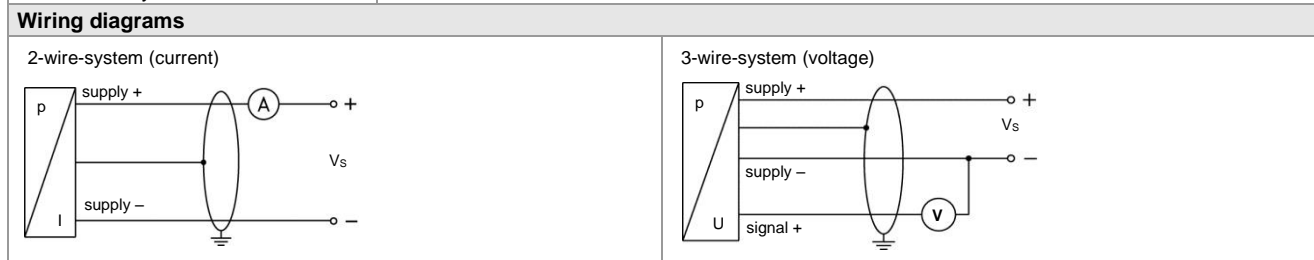 Wiring diagrams
2-wire-system (current)
p
supply +
A
+
VS
supply –
I
–
3-wire-system (voltage)
p
supply +
+
VS
–
supply –
V
U
signal +